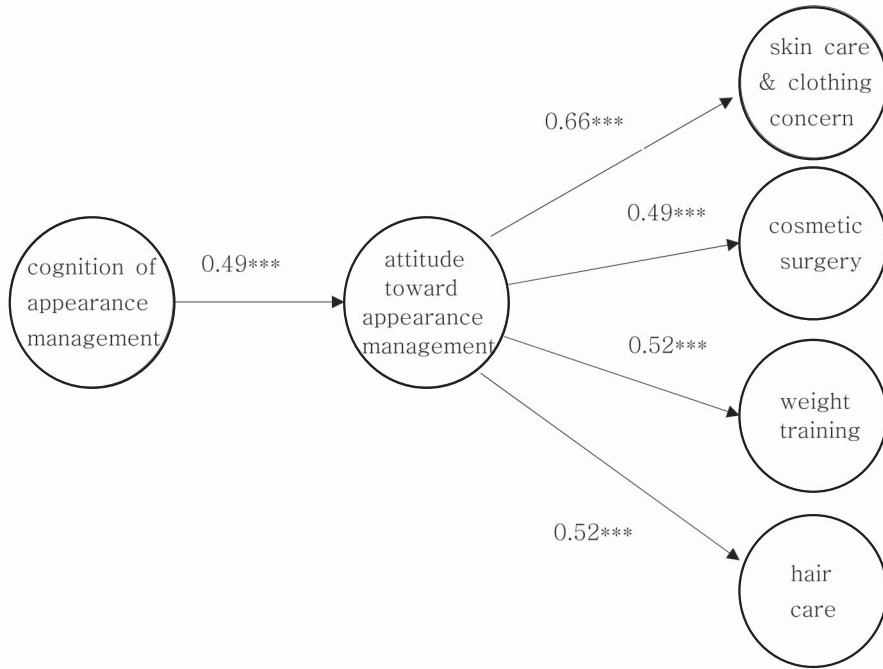 skin care
& clothing
concern
0.66***
0.49***
cosmetic
surgery
cognition of
appearance
management
0.49***
attitude
toward
appearance
management
0.52***
weight
training
0.52***
hair
care